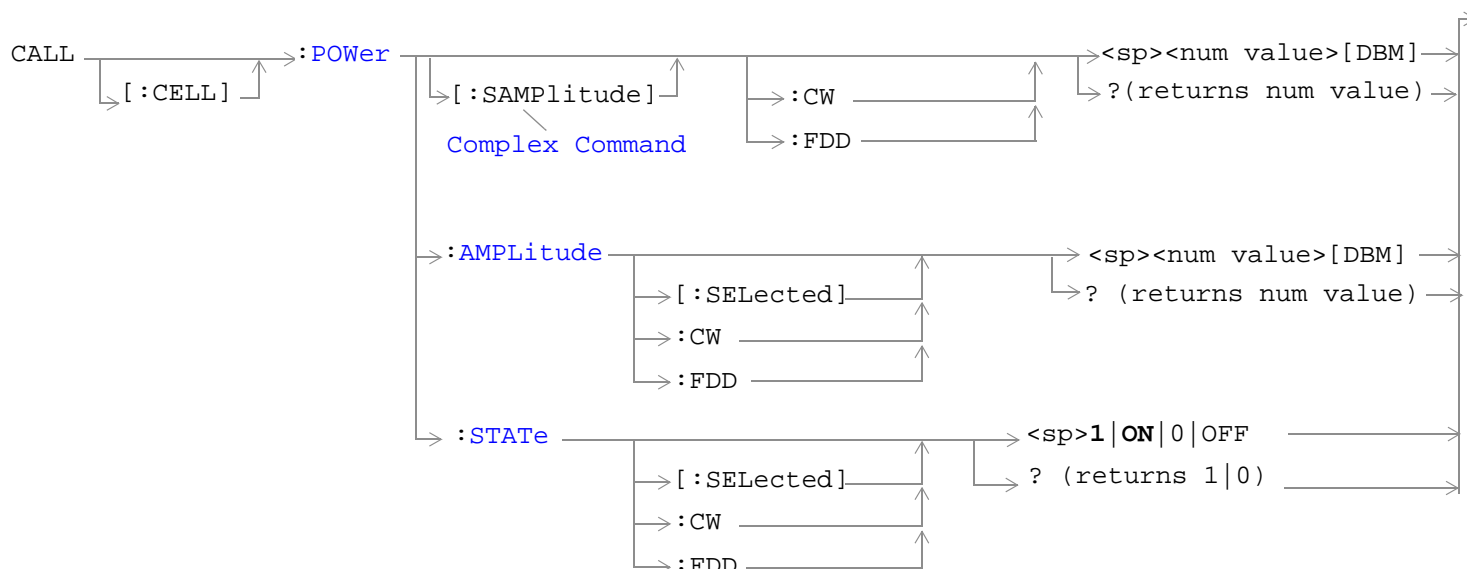 CALL :POWer <sp><num value>[DBM]
[:CELL] [:SAMPlitude] :CW ?(returns num value)
Complex Command :FDD
:AMPLitude <sp><num value>[DBM]
[:SELected] ? (returns num value)
:CW
:FDD
:STATe <sp>1|ON|0|OFF
[:SELected] ? (returns 1|0)
:CW
:FDD